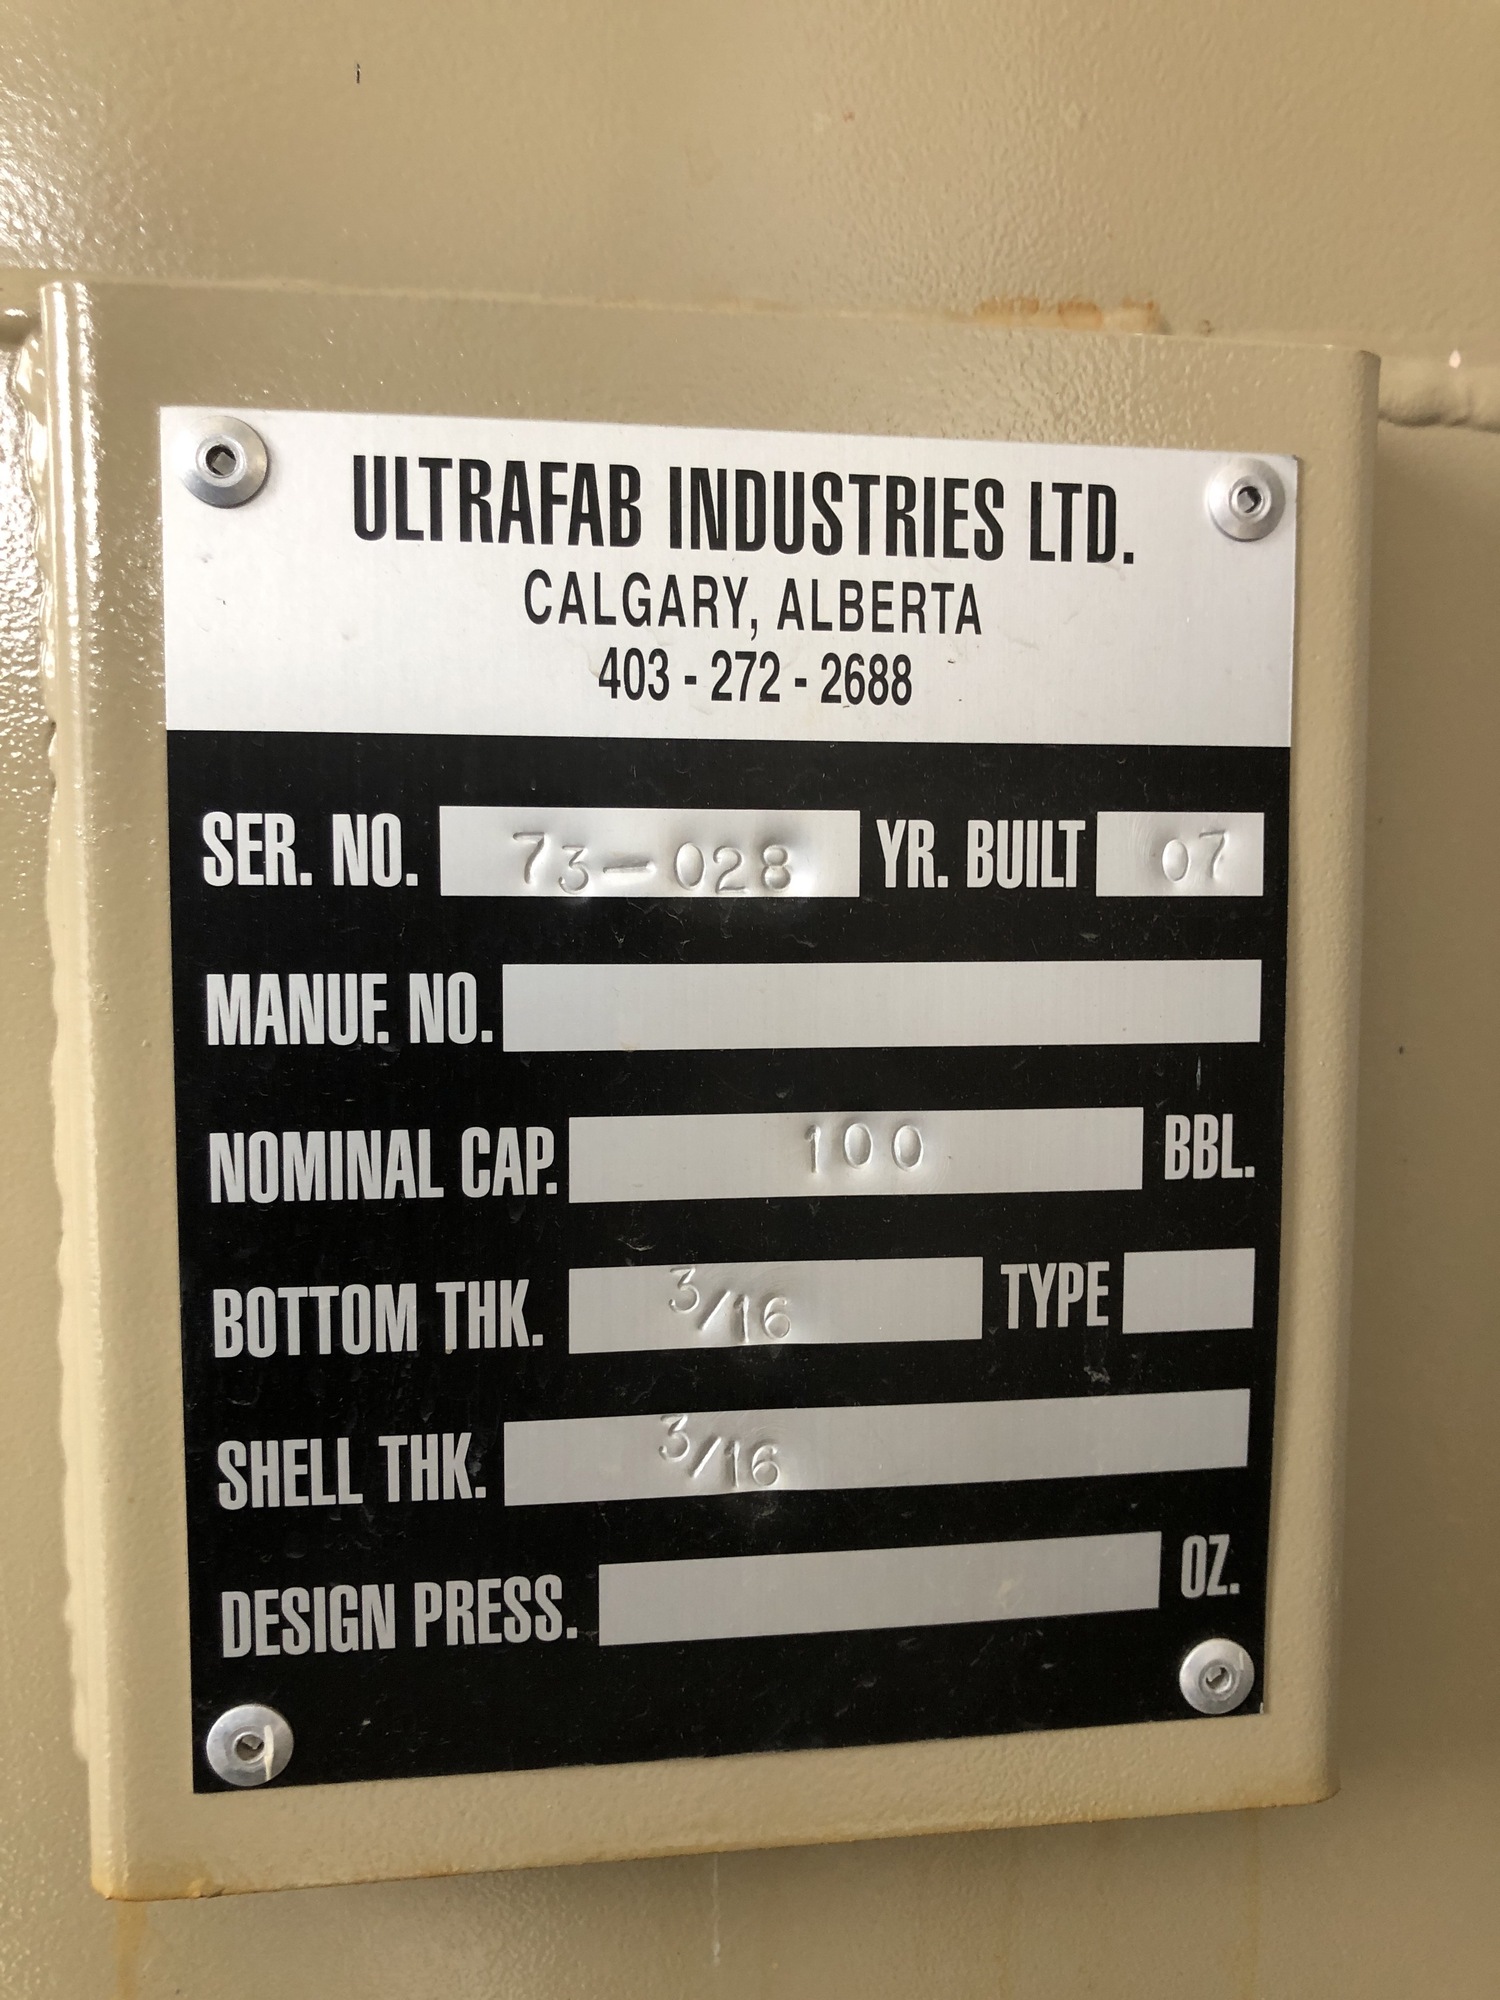 ULTRAFAB INDUSTRIES LTD.
CALGARY, ALBERTA
403 - 272 - 2688
SER. NO. 73-028 YR. BUILT 07
MANUF. NO.
NOMINAL CAP. 100 BBL.
BOTTOM THK. 3/16 TYPE
SHELL THK. 3/16
DESIGN PRESS. OZ.